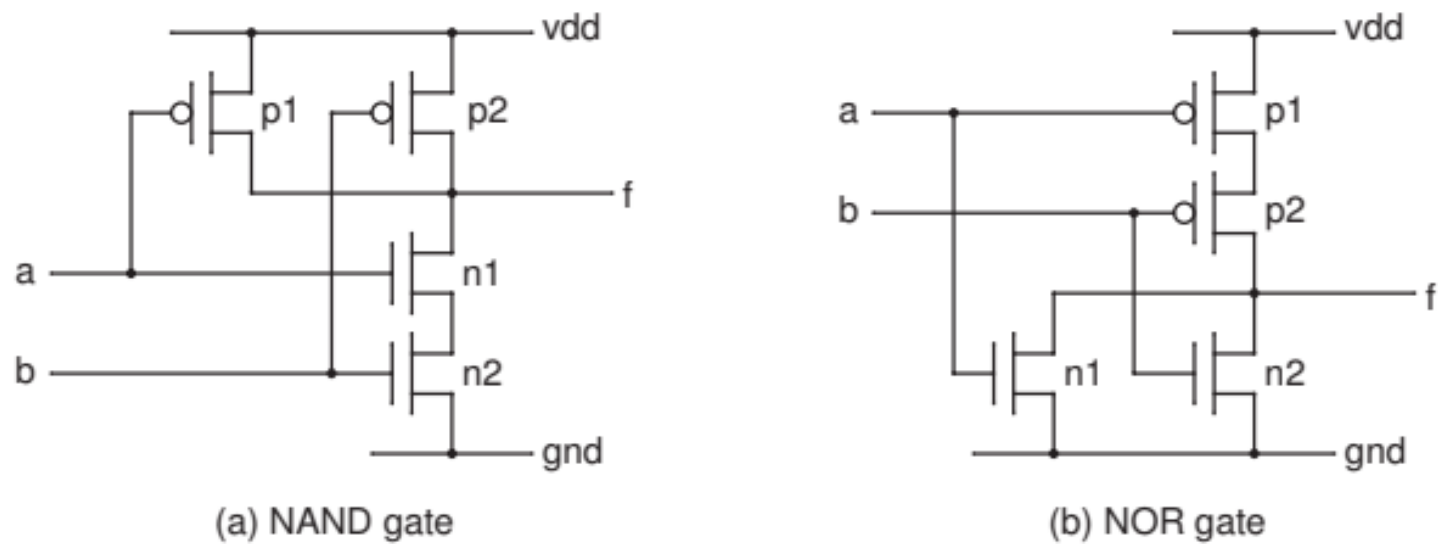 vdd
p1
p2
f
a
n1
b
n2
gnd
(a) NAND gate
vdd
a
p1
b
p2
f
n1
n2
gnd
(b) NOR gate